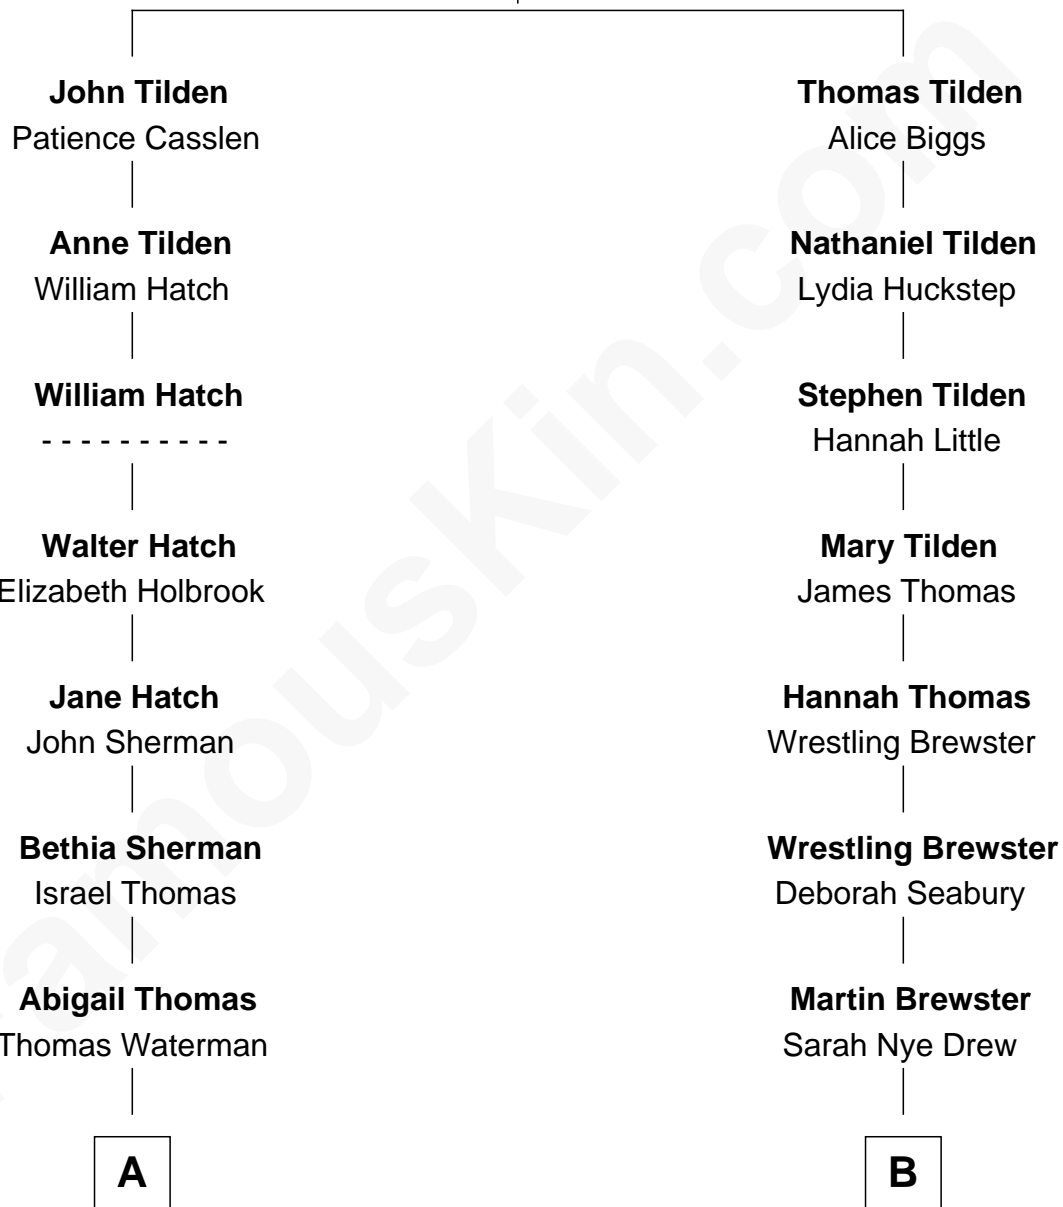 John Tilden
Patience Casslen
Anne Tilden
William Hatch
William Hatch
- - - - - - - - - -
Walter Hatch
Elizabeth Holbrook
Jane Hatch
John Sherman
Bethia Sherman
Israel Thomas
Abigail Thomas
Thomas Waterman
A
Thomas Tilden
Alice Biggs
Nathaniel Tilden
Lydia Huckstep
Stephen Tilden
Hannah Little
Mary Tilden
James Thomas
Hannah Thomas
Wrestling Brewster
Wrestling Brewster
Deborah Seabury
Martin Brewster
Sarah Nye Drew
B
FamousKin.com